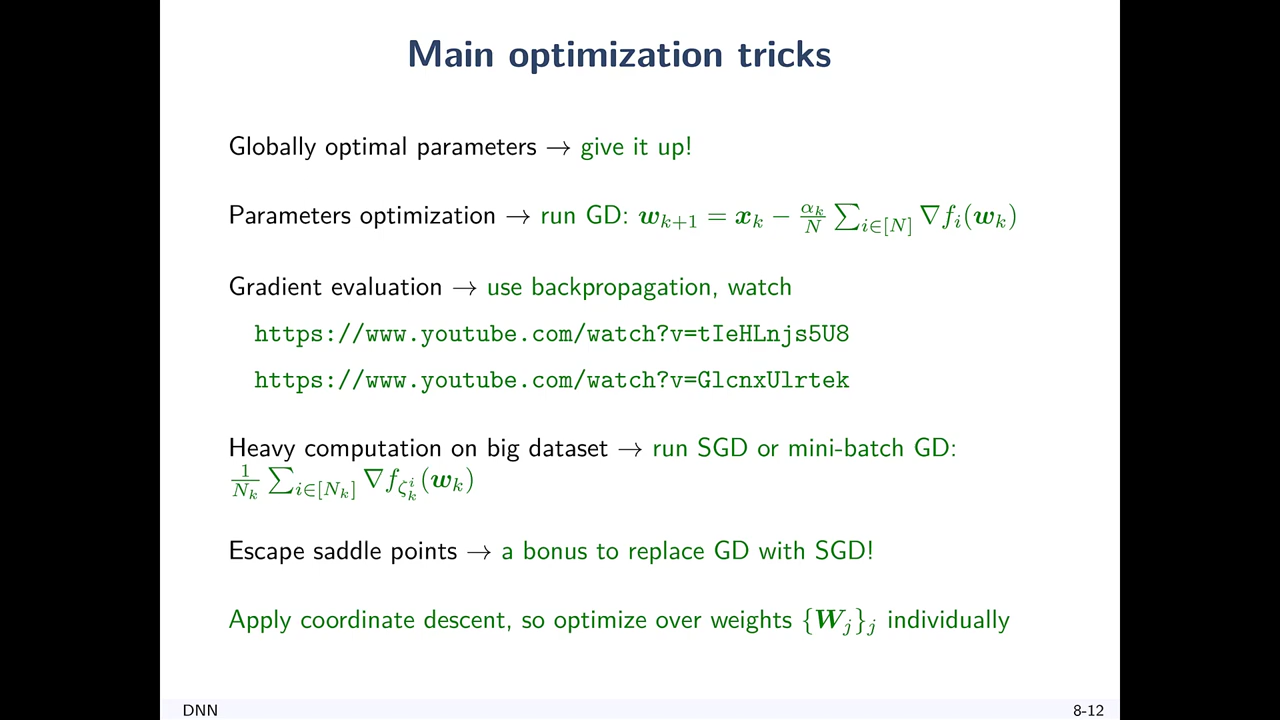 Main optimization tricks
Globally optimal parameters → give it up!
Parameters optimization → run GD: w_{k+1} = x_k − \frac{α_k}{N} ∑_{i∈[N]} ∇f_i(w_k)
Gradient evaluation → use backpropagation, watch
https://www.youtube.com/watch?v=tIeHLnjs5U8
https://www.youtube.com/watch?v=GlcnxUlrtek
Heavy computation on big dataset → run SGD or mini-batch GD:
\frac{1}{N_k} ∑_{i∈[N_k]} ∇f_{ζ_k^i}(w_k)
Escape saddle points → a bonus to replace GD with SGD!
Apply coordinate descent, so optimize over weights {W_j}_j individually
DNN 8-12